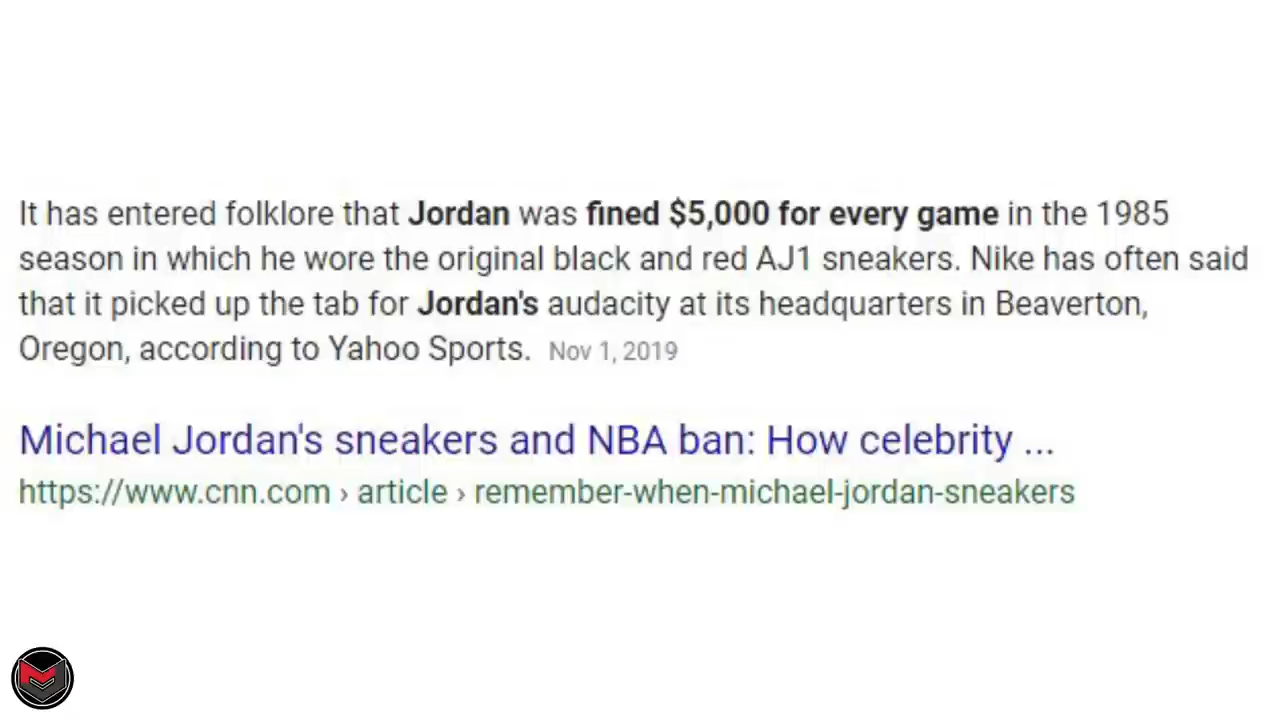 It has entered folklore that Jordan was fined $5,000 for every game in the 1985
season in which he wore the original black and red AJ1 sneakers. Nike has often said
that it picked up the tab for Jordan's audacity at its headquarters in Beaverton,
Oregon, according to Yahoo Sports. Nov 1, 2019
Michael Jordan's sneakers and NBA ban: How celebrity ...
https://www.cnn.com › article › remember-when-michael-jordan-sneakers